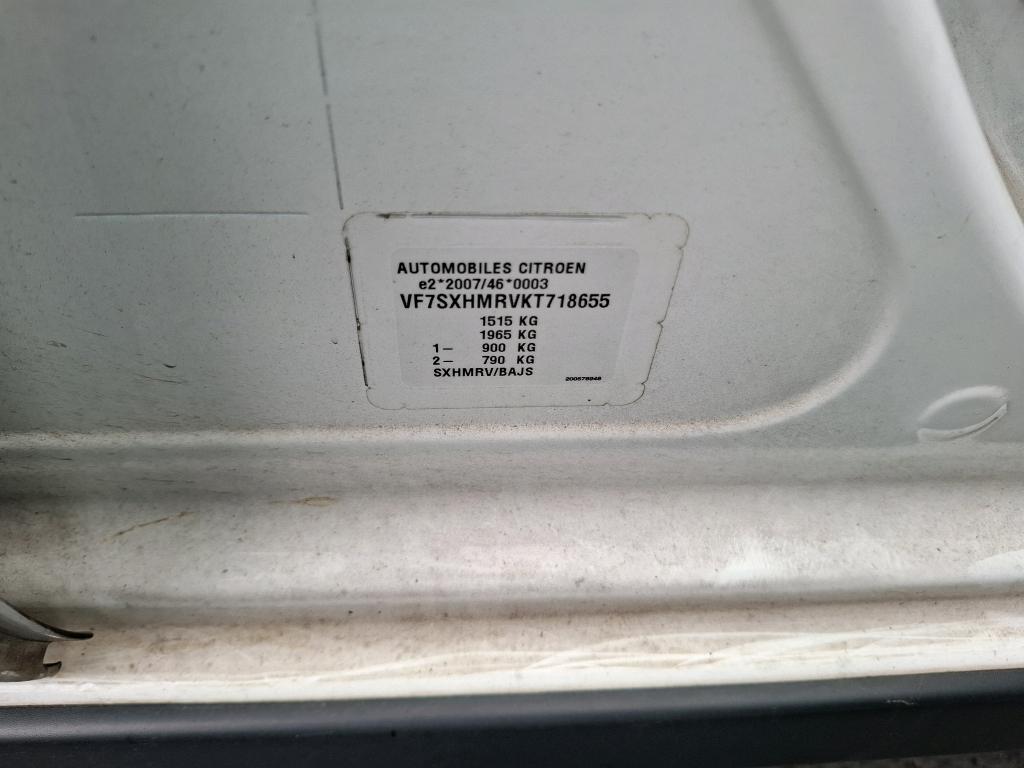 AUTOMOBILES CITROEN
e2*2007/46*0003
VF7SXHMRVKT718655
1515 KG
1965 KG
1– 900 KG
2– 790 KG
SXHMRV/BAJS
200576948